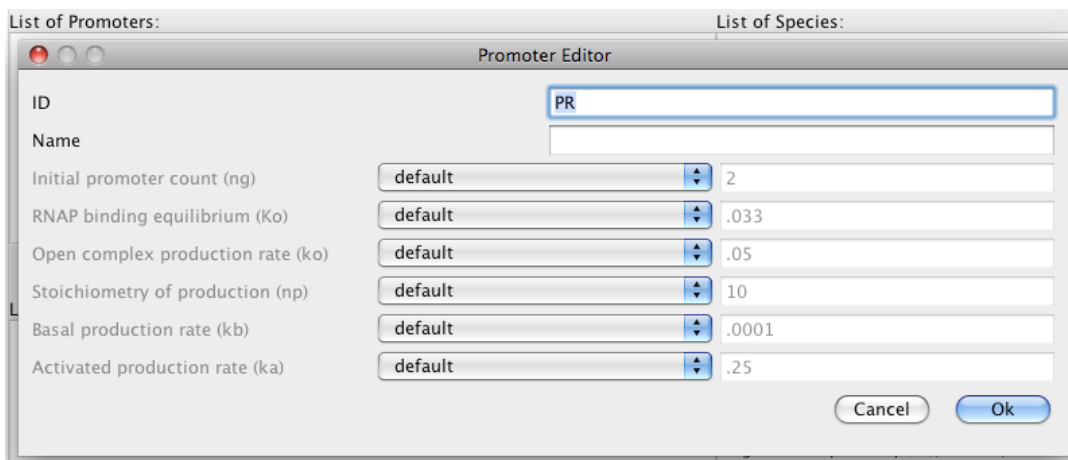 List of Promoters: List of Species:
Promoter Editor
ID PR
Name
Initial promoter count (ng) default 2
RNAP binding equilibrium (Ko) default .033
Open complex production rate (ko) default .05
Stoichiometry of production (np) default 10
Basal production rate (kb) default .0001
Activated production rate (ka) default .25
Cancel Ok